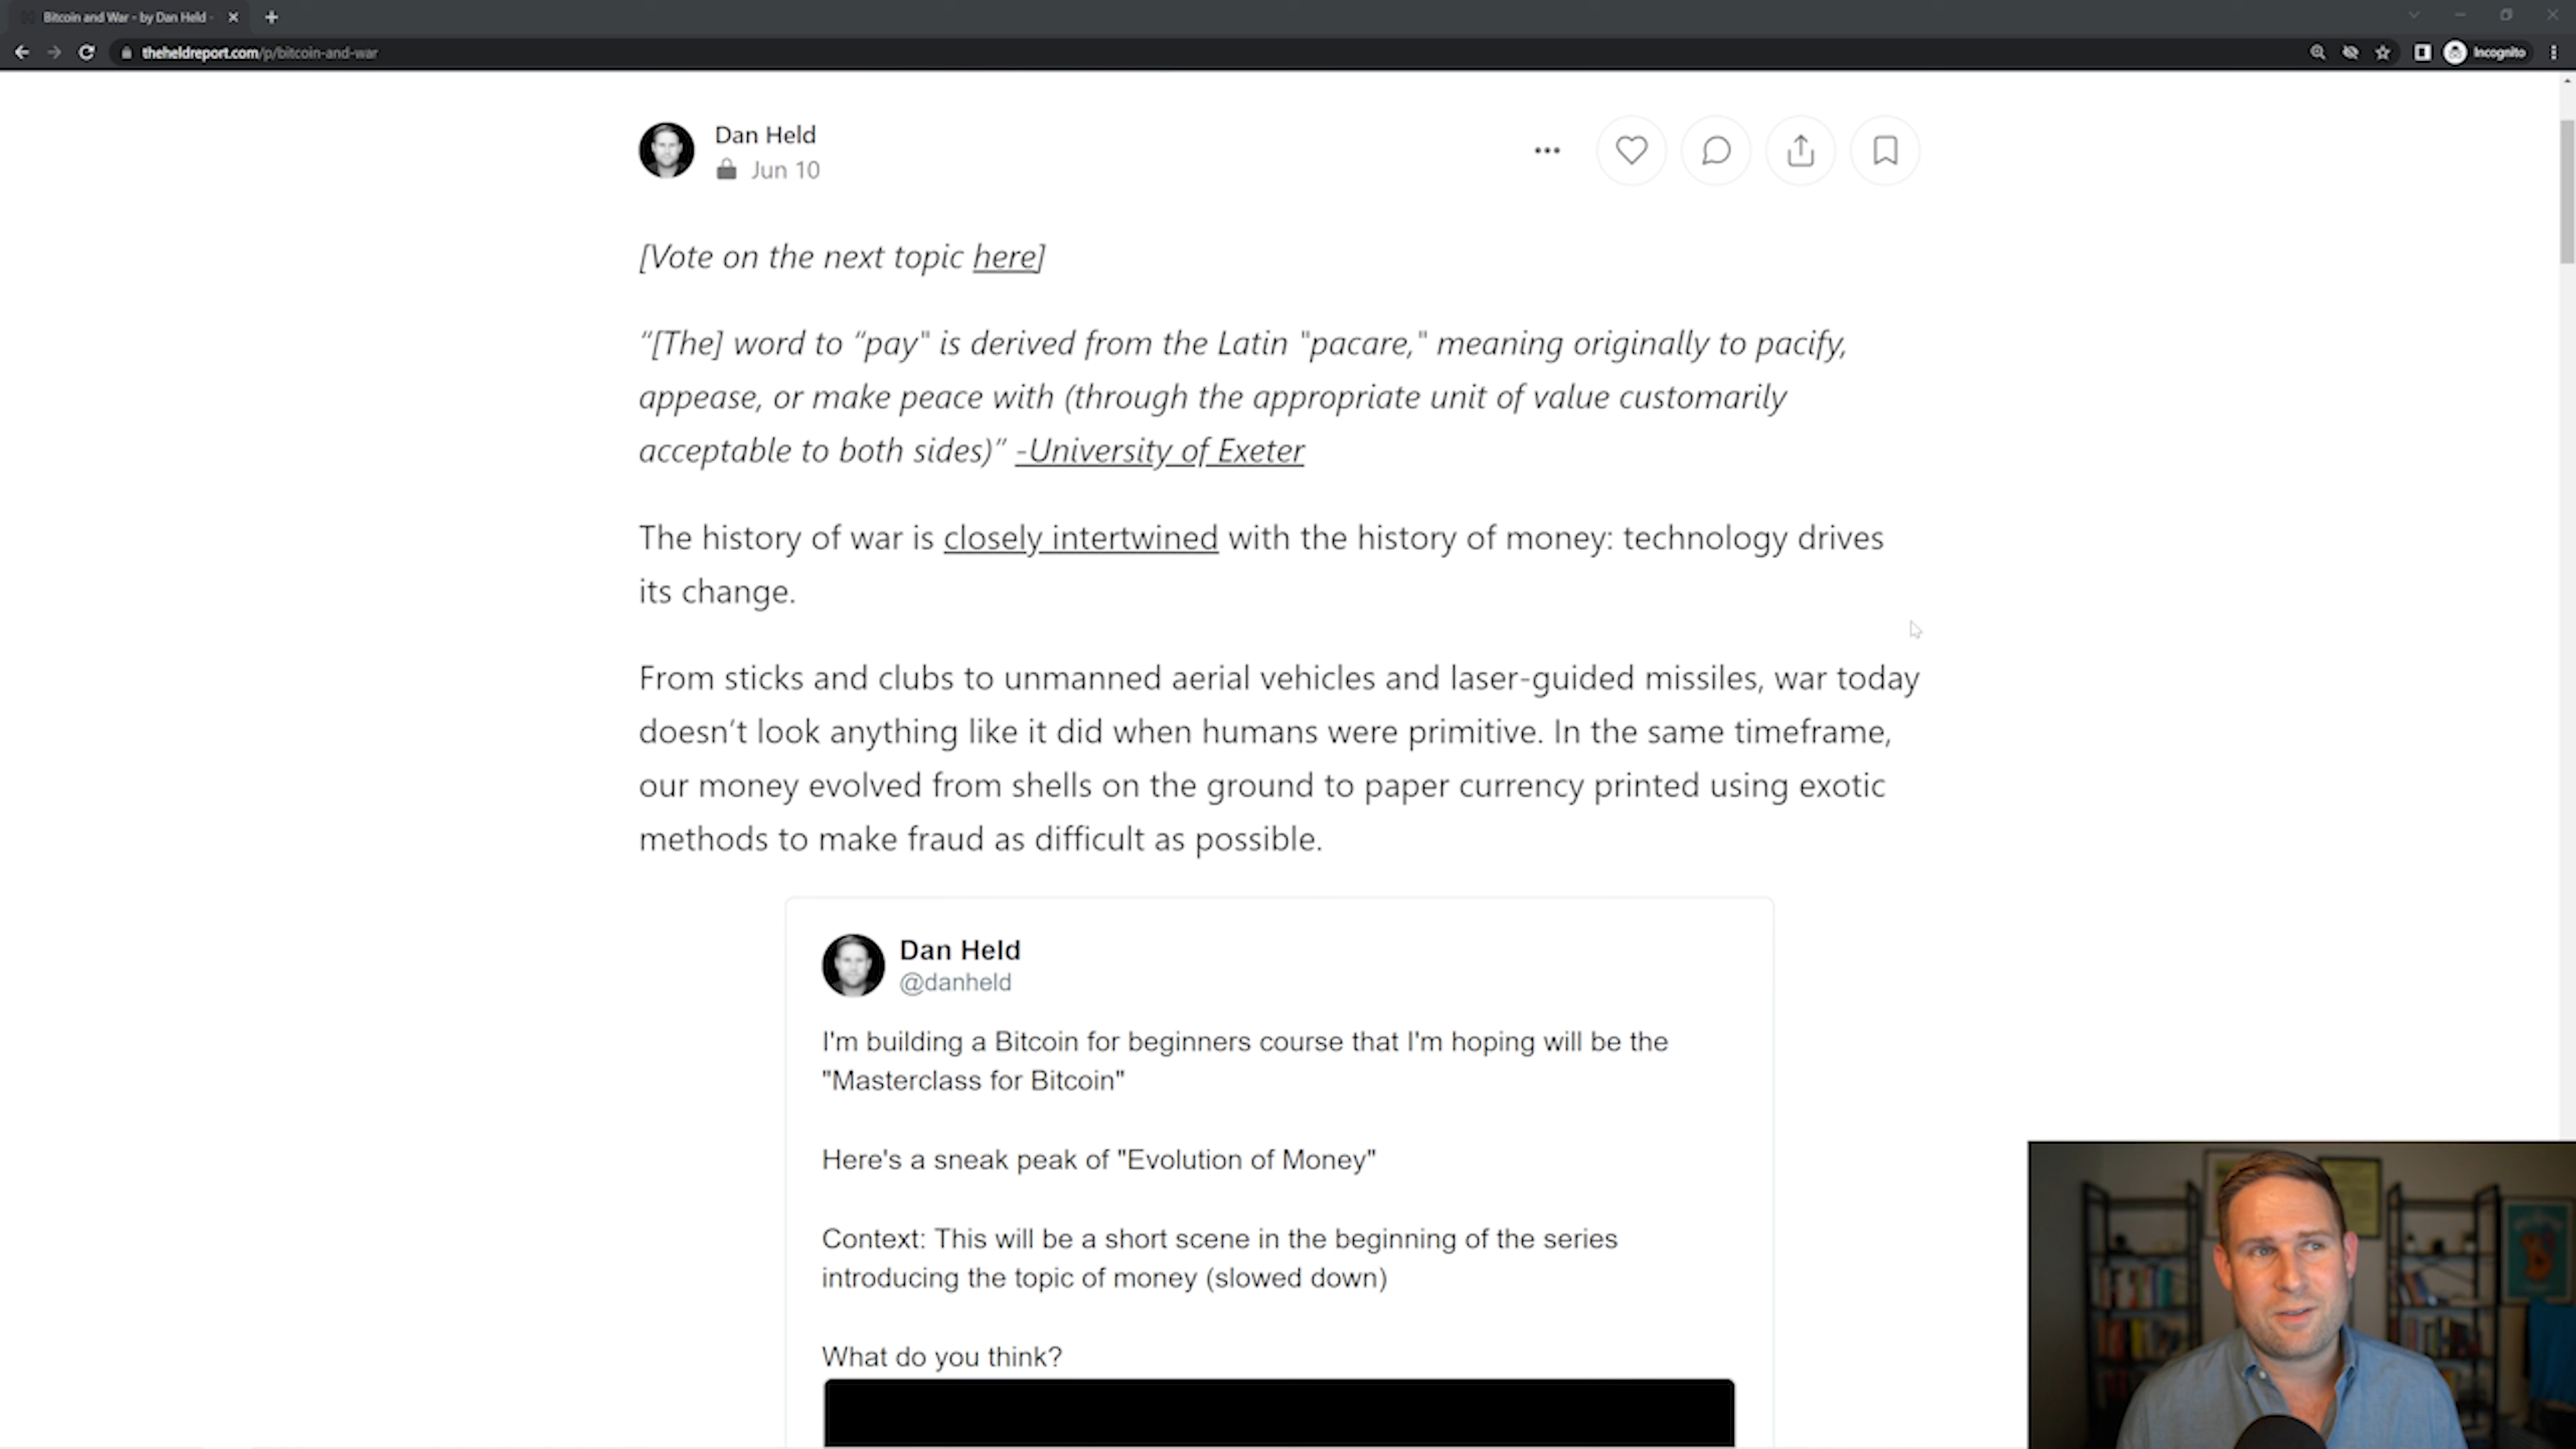 Bitcoin and War - by Dan Held -
theheldreport.com/p/bitcoin-and-war
Incognito
Dan Held
Jun 10
[Vote on the next topic here]
“[The] word to “pay" is derived from the Latin "pacare," meaning originally to pacify,
appease, or make peace with (through the appropriate unit of value customarily
acceptable to both sides)” -University of Exeter
The history of war is closely intertwined with the history of money: technology drives
its change.
From sticks and clubs to unmanned aerial vehicles and laser-guided missiles, war today
doesn’t look anything like it did when humans were primitive. In the same timeframe,
our money evolved from shells on the ground to paper currency printed using exotic
methods to make fraud as difficult as possible.
Dan Held
@danheld
I'm building a Bitcoin for beginners course that I'm hoping will be the
"Masterclass for Bitcoin"
Here's a sneak peak of "Evolution of Money"
Context: This will be a short scene in the beginning of the series
introducing the topic of money (slowed down)
What do you think?